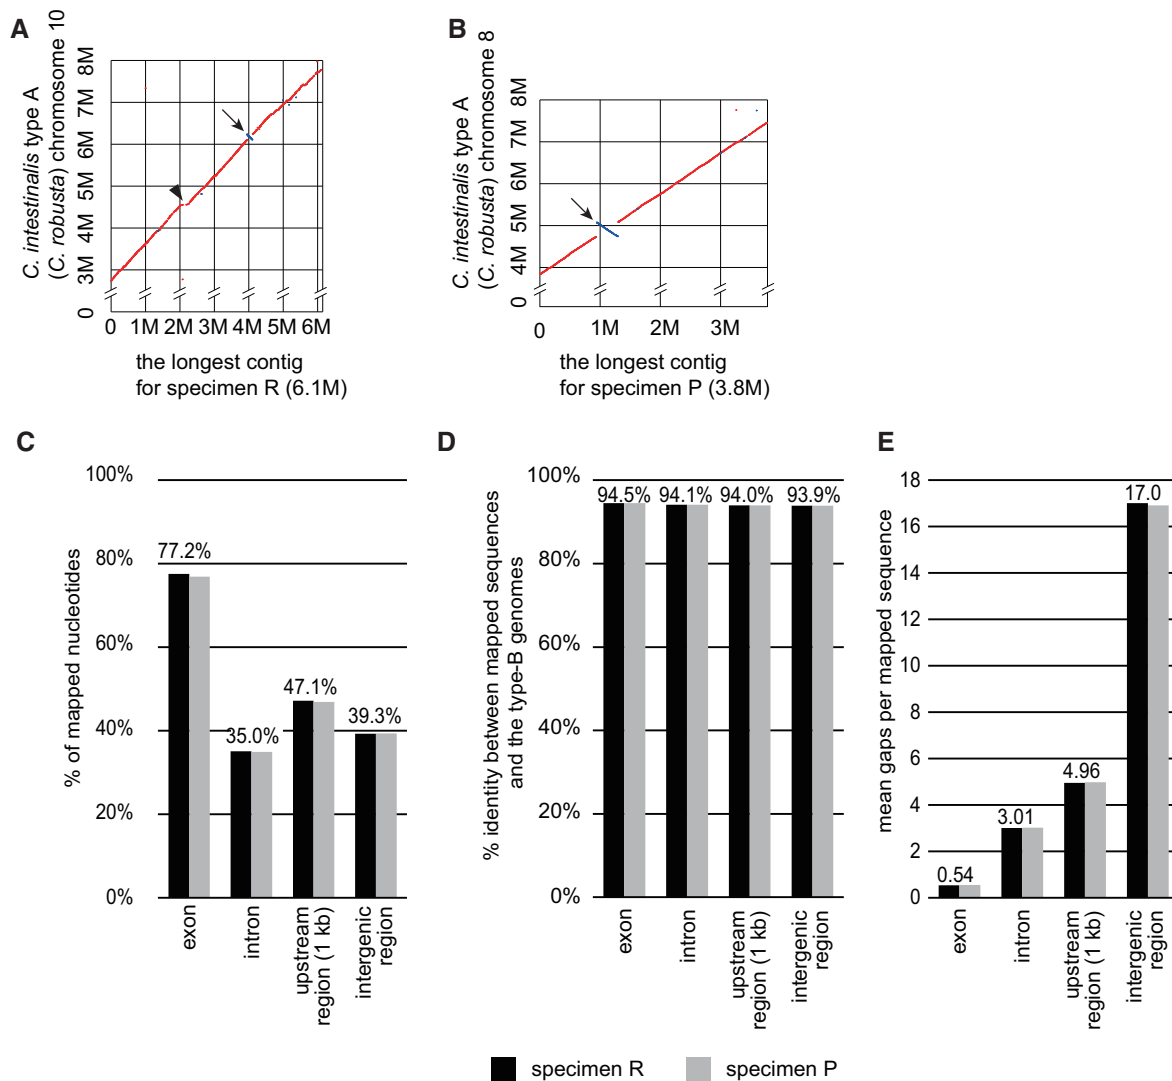 A
C. intestinalis type A
(C. robusta) chromosome 10
8M
7M
6M
5M
4M
3M
0
0 1M 2M 3M 4M 5M 6M
the longest contig
for specimen R (6.1M)
B
C. intestinalis type A
(C. robusta) chromosome 8
8M
7M
6M
5M
4M
0
0 1M 2M 3M
the longest contig
for specimen P (3.8M)
C
% of mapped nucleotides
100%
80%
60%
40%
20%
0%
77.2%
35.0%
47.1%
39.3%
exon
intron
upstream
region (1 kb)
intergenic
region
D
% identity between mapped sequences
and the type-B genomes
100%
80%
60%
40%
20%
0%
94.5%
94.1%
94.0%
93.9%
exon
intron
upstream
region (1 kb)
intergenic
region
E
mean gaps per mapped sequence
18
16
14
12
10
8
6
4
2
0
0.54
3.01
4.96
17.0
exon
intron
upstream
region (1 kb)
intergenic
region
specimen R
specimen P